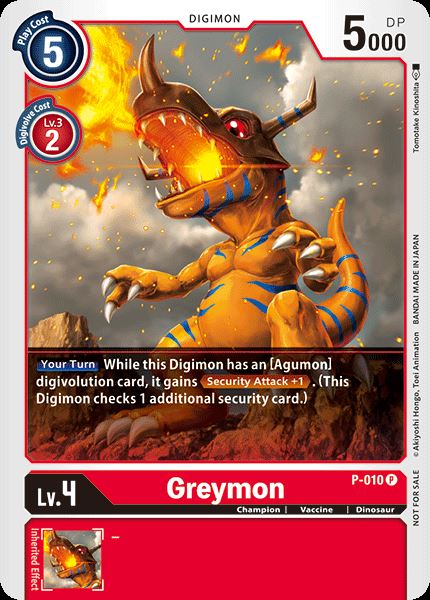 DIGIMON
Play Cost
5
DP
5000
Digivolve Cost
Lv.3
2
Tomotake Kinoshita
Your Turn While this Digimon has an [Agumon]
digivolution card, it gains Security Attack +1 . (This
Digimon checks 1 additional security card.)
© Akiyoshi Hongo, Toei Animation BANDAI MADE IN JAPAN
NOT FOR SALE
P-010 P
Lv.4
Greymon
Champion | Vaccine | Dinosaur
Inherited Effect
–